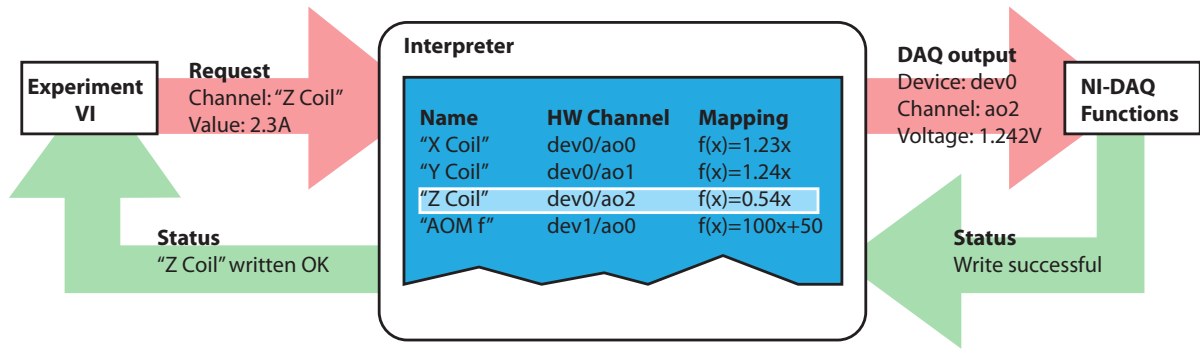 Experiment
VI
Request
Channel: “Z Coil”
Value: 2.3A
Interpreter
Name HW Channel Mapping
“X Coil” dev0/ao0 f(x)=1.23x
“Y Coil” dev0/ao1 f(x)=1.24x
“Z Coil” dev0/ao2 f(x)=0.54x
“AOM f” dev1/ao0 f(x)=100x+50
DAQ output
Device: dev0
Channel: ao2
Voltage: 1.242V
NI-DAQ
Functions
Status
“Z Coil” written OK
Status
Write successful